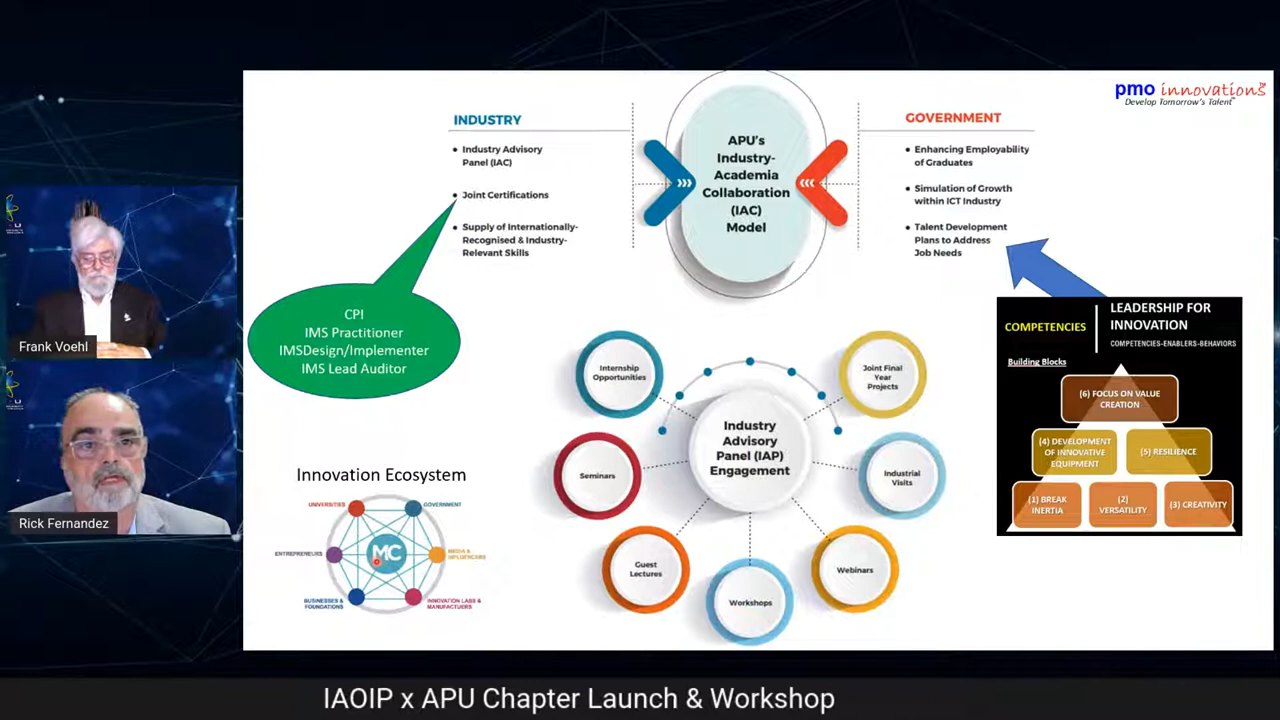 pmo innovations
Develop Tomorrow's Talent
INDUSTRY
Industry Advisory
Panel (IAC)
Joint Certifications
Supply of Internationally-
Recognised & Industry-
Relevant Skills
APU's
Industry-
Academia
Collaboration
(IAC)
Model
GOVERNMENT
Enhancing Employability
of Graduates
Simulation of Growth
within ICT Industry
Talent Development
Plans to Address
Job Needs
CPI
IMS Practitioner
IMSDesign/Implementer
IMS Lead Auditor
COMPETENCIES
LEADERSHIP FOR
INNOVATION
COMPETENCIES-ENABLERS-BEHAVIORS
Building Blocks
(6) FOCUS ON VALUE
CREATION
(4) DEVELOPMENT
OF INNOVATIVE
EQUIPMENT
(5) RESILIENCE
(1) BREAK
INERTIA
(2)
VERSATILITY
(3) CREATIVITY
Internship
Opportunities
Joint Final
Year
Projects
Industry
Advisory
Panel (IAP)
Engagement
Seminars
Industrial
Visits
Guest
Lectures
Workshops
Webinars
Innovation Ecosystem
UNIVERSITIES
GOVERNMENT
ENTREPRENEURS
MC
MEDIA &
INFLUENCERS
BUSINESSES &
FOUNDATIONS
INNOVATION LABS &
MANUFACTUERS
Frank Voehl
Rick Fernandez
IAOIP x APU Chapter Launch & Workshop